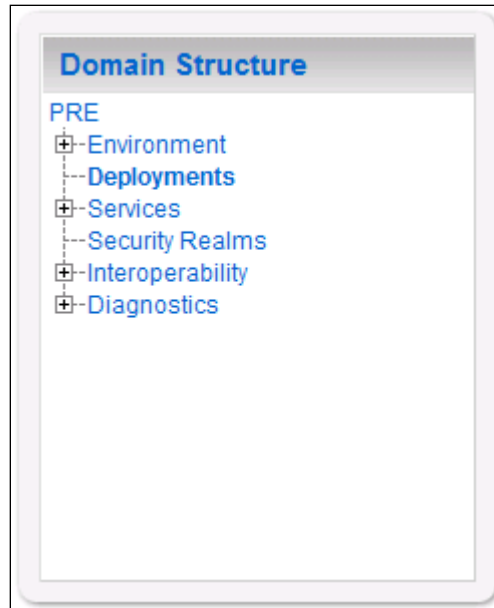 Domain Structure
PRE
Environment
Deployments
Services
Security Realms
Interoperability
Diagnostics